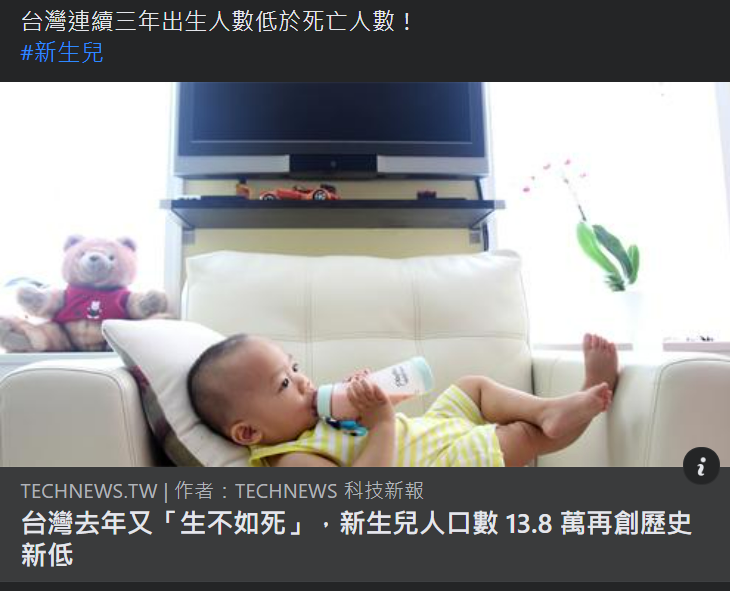 台灣連續三年出生人數低於死亡人數！
#新生兒
TECHNEWS.TW | 作者：TECHNEWS 科技新報
台灣去年又「生不如死」，新生兒人口數 13.8 萬再創歷史
新低